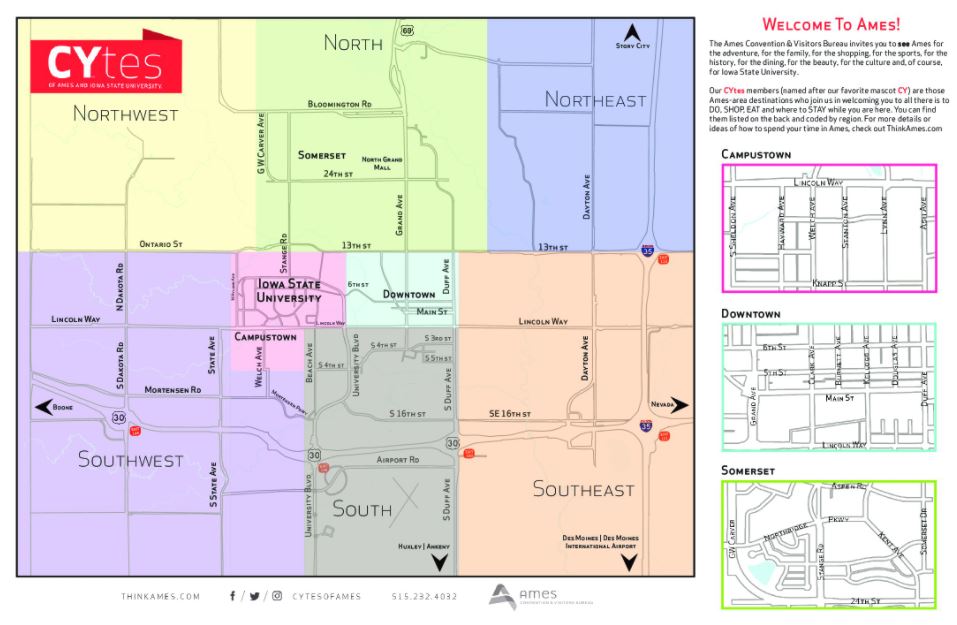 CYtes
OF AMES AND IOWA STATE UNIVERSITY.
NORTH
69
STORY CITY
NORTHWEST
NORTHEAST
BLOOMINGTON RD
GW CARVER AVE
SOMERSET
NORTH GRAND
MALL
24TH ST
GRAND AVE
DAYTON AVE
ONTARIO ST
STANGE RD
13TH ST
13TH ST
35
N DAKOTA RD
IOWA STATE
UNIVERSITY
6TH ST
DOWNTOWN
DUFF AVE
MAIN ST
LINCOLN WAY
LINCOLN WAY
LINCOLN WAY
CAMPUSTOWN
S DAKOTA RD
STATE AVE
WELCH AVE
BEACH AVE
UNIVERSITY BLVD
S 3RD ST
S 4TH ST
S 5TH ST
S 4TH ST
DAYTON AVE
MORTENSEN RD
MORTENSEN PKWY
S DUFF AVE
BOONE
S 16TH ST
SE 16TH ST
NEVADA
30
35
30
30
SOUTHWEST
AIRPORT RD
S STATE AVE
UNIVERSITY BLVD
SOUTH
S DUFF AVE
SOUTHEAST
HUXLEY | ANKENY
DES MOINES | DES MOINES
INTERNATIONAL AIRPORT
THINKAMES.COM
f / / CYTESOFAMES
515.232.4032
AMES
CONVENTION & VISITORS BUREAU
WELCOME TO AMES!
The Ames Convention & Visitors Bureau invites you to see Ames for
the adventure, for the family, for the shopping, for the sports, for the
history, for the dining, for the beauty, for the culture and, of course,
for Iowa State University.
Our CYtes members (named after our favorite mascot CY) are those
Ames-area destinations who join us in welcoming you to all there is to
DO, SHOP, EAT and where to STAY while you are here. You can find
them listed on the back and coded by region. For more details or
ideas of how to spend your time in Ames, check out ThinkAmes.com
CAMPUSTOWN
LINCOLN WAY
S SHELDON AVE
HAYWARD AVE
WELCH AVE
STANTON AVE
LYNN AVE
ASH AVE
KNAPP S
DOWNTOWN
6TH ST
5TH ST
CLARK AVE
BURNETT AVE
KELLOGG AVE
DOUGLAS AVE
DUFF AVE
GRAND AVE
MAIN ST
LINCOLN WAY
SOMERSET
ASPEN RD
GW CARVER
NORTHRIDGE
PKWY
STANGE RD
KENT AVE
SOMERSET DR
24TH ST